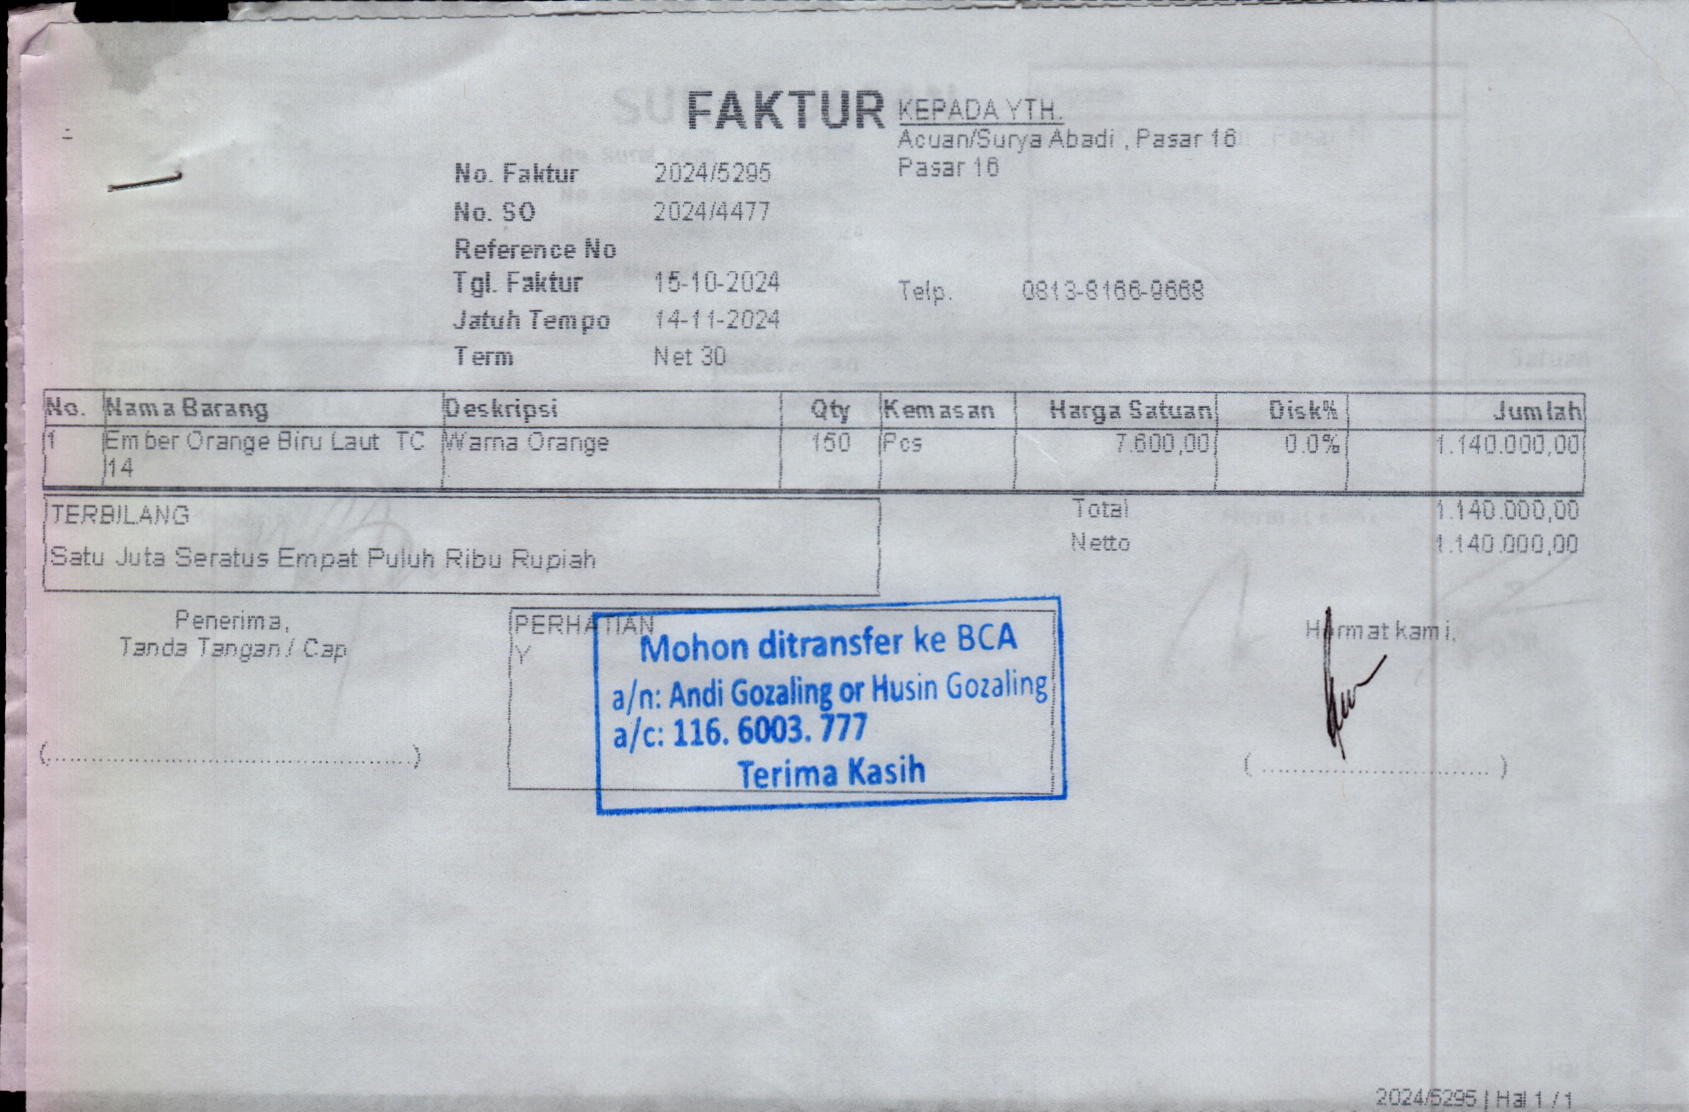 FAKTUR
KEPADA YTH.
Acuan/Surya Abadi , Pasar 16
Pasar 16
No. Faktur 2024/5295
No. SO 2024/4477
Reference No
Tgl. Faktur 15-10-2024
Telp. 0813-8166-9668
Jatuh Tempo 14-11-2024
Term Net 30
No. Nama Barang Deskripsi Qty Kemasan Harga Satuan Disk% Jumlah
1 Ember Orange Biru Laut TC Warna Orange 150 Pcs 7.600,00 0.0% 1.140.000,00
14
TERBILANG
Satu Juta Seratus Empat Puluh Ribu Rupiah
Total 1.140.000,00
Netto 1.140.000,00
Penerima,
Tanda Tangan / Cap
(.................................................)
PERHATIAN
Y
Mohon ditransfer ke BCA
a/n: Andi Gozaling or Husin Gozaling
a/c: 116. 6003. 777
Terima Kasih
Hormat kami,
( ............................... )
2024/5295 | Hal 1 / 1